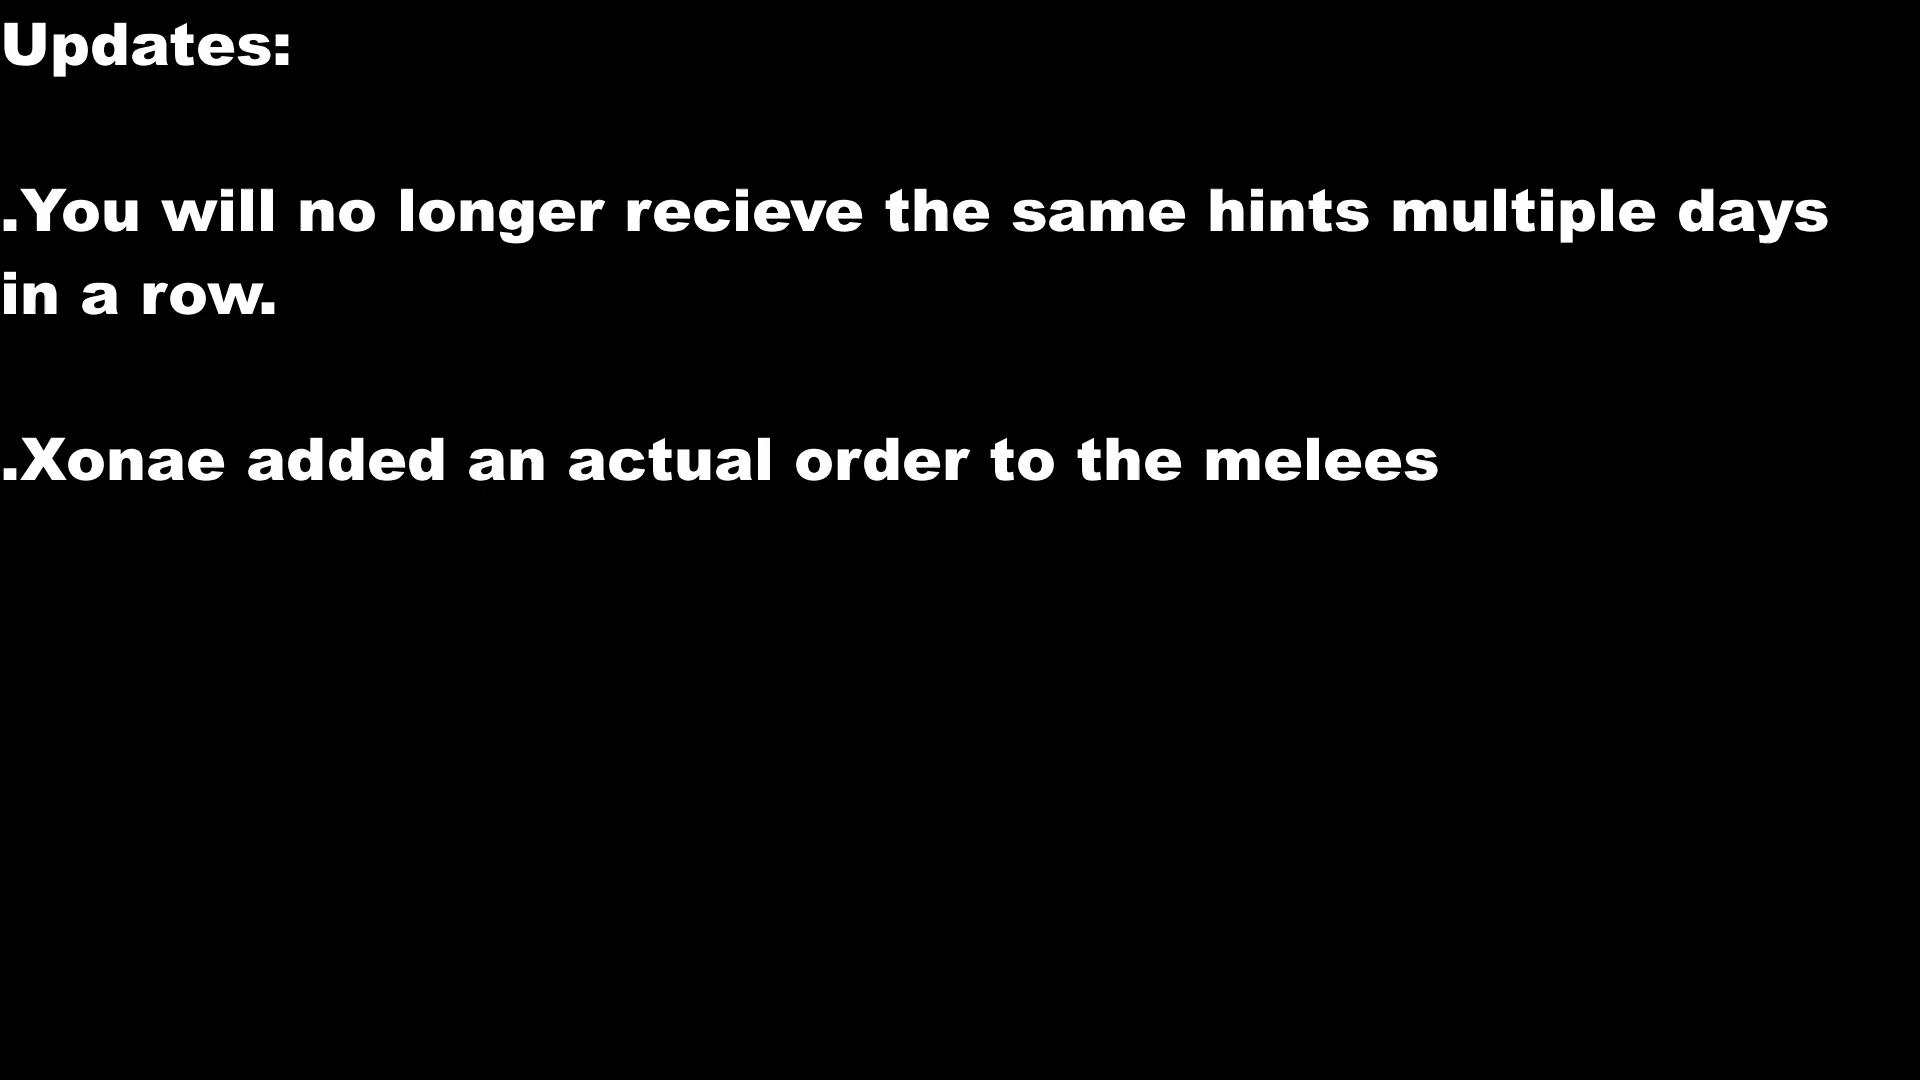 Updates:
.You will no longer recieve the same hints multiple days
in a row.
.Xonae added an actual order to the melees